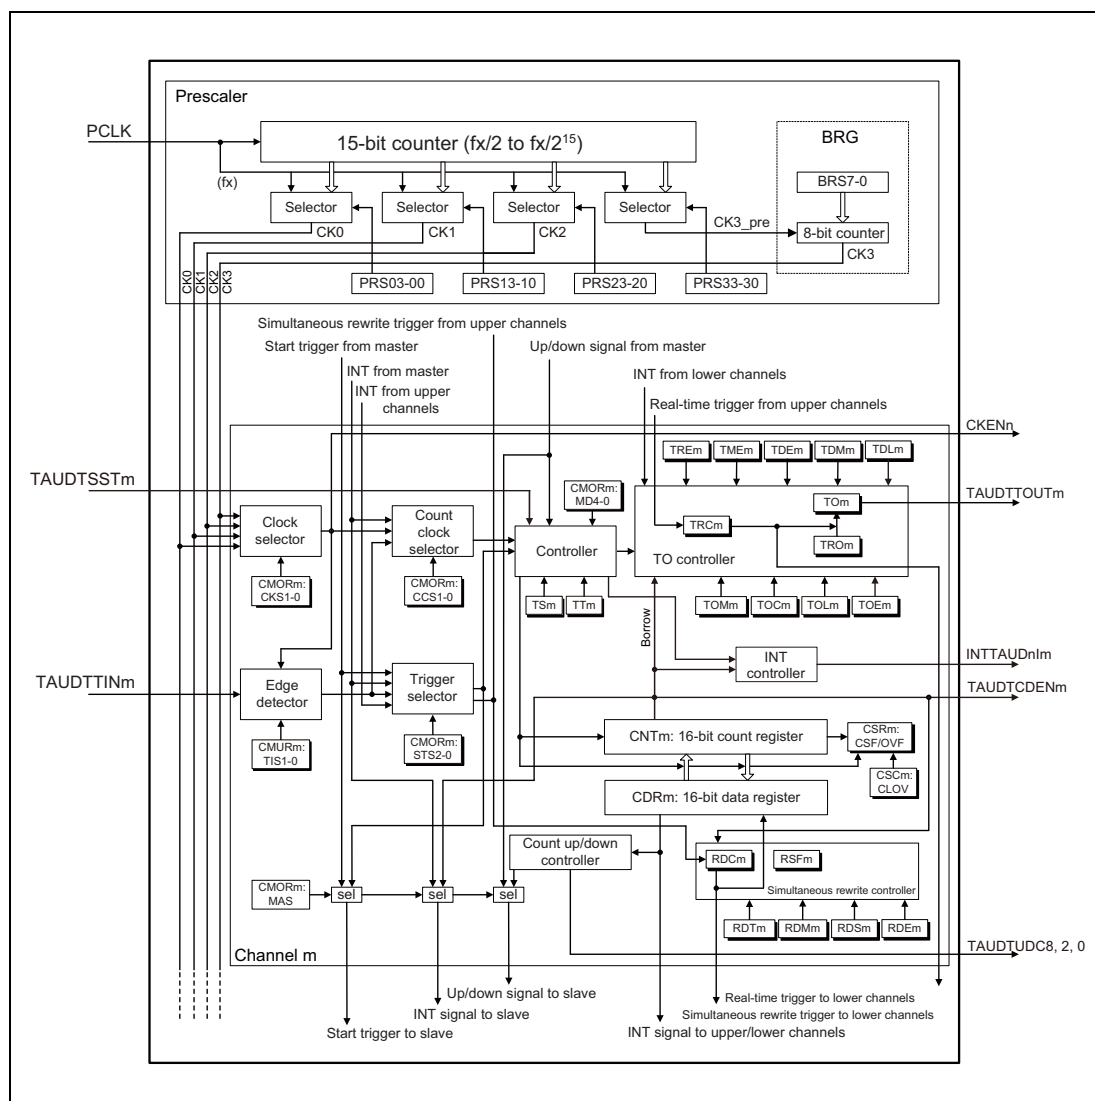 Prescaler
PCLK
15-bit counter (fx/2 to fx/2¹⁵)
BRG
(fx)
BRS7-0
Selector
Selector
Selector
Selector
CK3_pre
8-bit counter
CK0
CK1
CK2
CK3
CK0
CK1
CK2
CK3
PRS03-00
PRS13-10
PRS23-20
PRS33-30
Simultaneous rewrite trigger from upper channels
Start trigger from master
Up/down signal from master
INT from master
INT from lower channels
INT from upper
channels
Real-time trigger from upper channels
CKENn
TREm
TMEm
TDEm
TDMm
TDLm
TAUDTSSTm
CMORm:
MD4-0
TOm
TAUDTTOUTm
Clock
selector
Count
clock
selector
Controller
TRCm
TROm
TO controller
CMORm:
CKS1-0
CMORm:
CCS1-0
TSm
TTm
TOMm
TOCm
TOLm
TOEm
Borrow
INT
controller
INTTAUDnIm
TAUDTTINm
Edge
detector
Trigger
selector
TAUDTCDENm
CMURm:
TIS1-0
CMORm:
STS2-0
CNTm: 16-bit count register
CSRm:
CSF/OVF
CSCm:
CLOV
CDRm: 16-bit data register
Count up/down
controller
RDCm
RSFm
Simultaneous rewrite controller
CMORm:
MAS
sel
sel
sel
RDTm
RDMm
RDSm
RDEm
Channel m
TAUDTUDC8, 2, 0
Up/down signal to slave
Real-time trigger to lower channels
INT signal to slave
Simultaneous rewrite trigger to lower channels
Start trigger to slave
INT signal to upper/lower channels